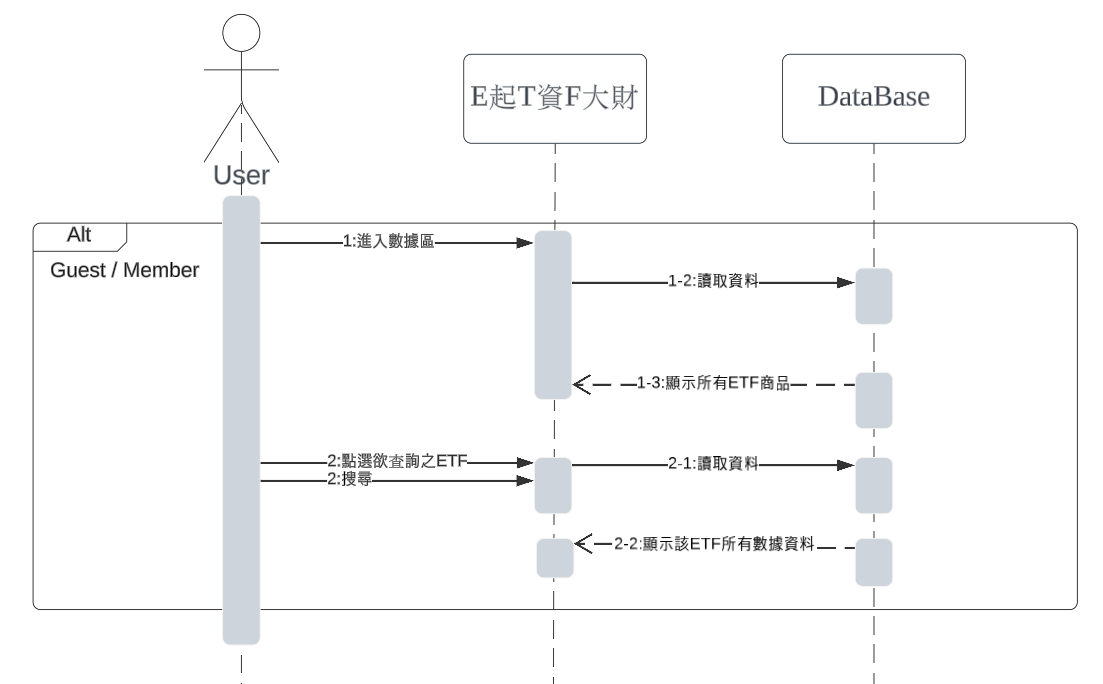 E起T資F大財
DataBase
User
Alt
Guest / Member
1:進入數據區
1-2:讀取資料
1-3:顯示所有ETF商品
2:點選欲查詢之ETF
2:搜尋
2-1:讀取資料
2-2:顯示該ETF所有數據資料